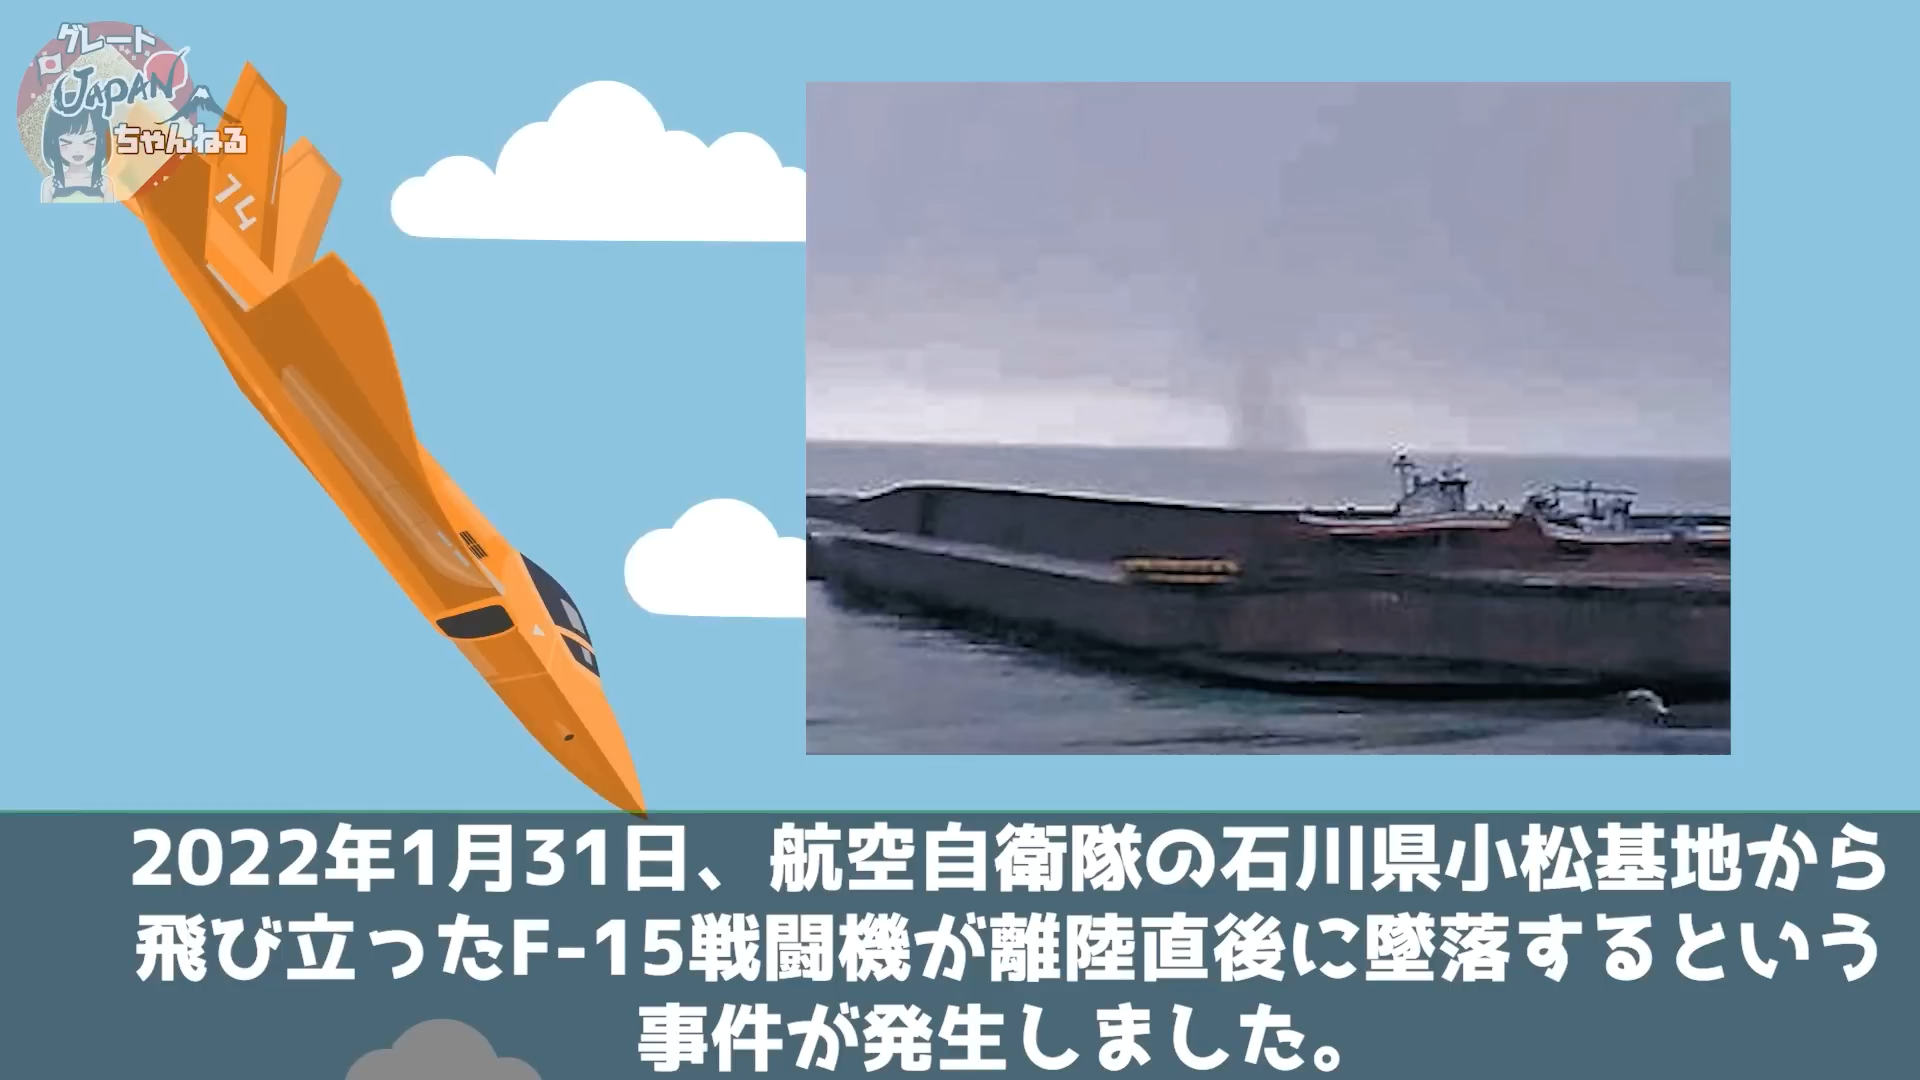 グレート
JAPAN
ちゃんねる
14
2022年1月31日、航空自衛隊の石川県小松基地から
飛び立ったF-15戦闘機が離陸直後に墜落するという
事件が発生しました。